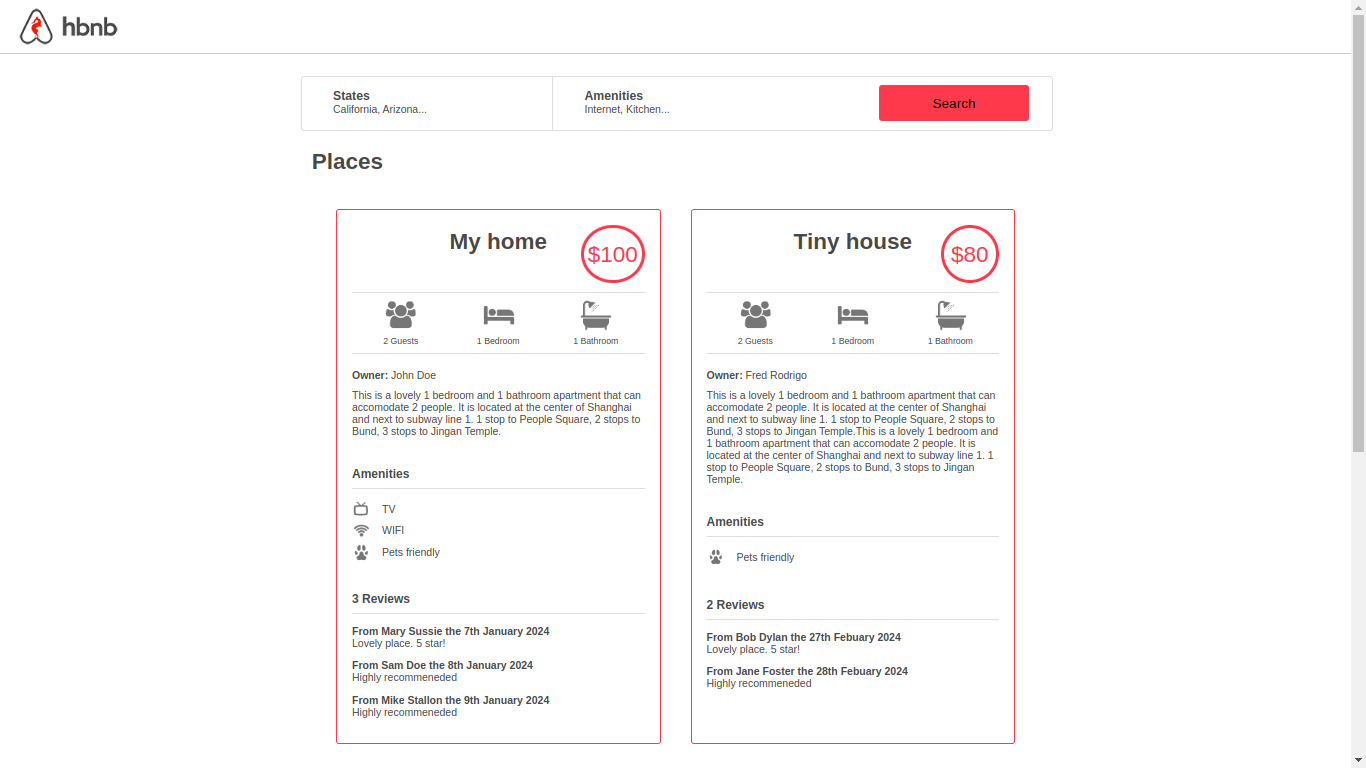 hbnb
States
California, Arizona...
Amenities
Internet, Kitchen...
Search
Places
My home
$100
2 Guests
1 Bedroom
1 Bathroom
Owner: John Doe
This is a lovely 1 bedroom and 1 bathroom apartment that can
accomodate 2 people. It is located at the center of Shanghai
and next to subway line 1. 1 stop to People Square, 2 stops to
Bund, 3 stops to Jingan Temple.
Amenities
TV
WIFI
Pets friendly
3 Reviews
From Mary Sussie the 7th January 2024
Lovely place. 5 star!
From Sam Doe the 8th January 2024
Highly recommeneded
From Mike Stallon the 9th January 2024
Highly recommeneded
Tiny house
$80
2 Guests
1 Bedroom
1 Bathroom
Owner: Fred Rodrigo
This is a lovely 1 bedroom and 1 bathroom apartment that can
accomodate 2 people. It is located at the center of Shanghai
and next to subway line 1. 1 stop to People Square, 2 stops to
Bund, 3 stops to Jingan Temple.This is a lovely 1 bedroom and
1 bathroom apartment that can accomodate 2 people. It is
located at the center of Shanghai and next to subway line 1. 1
stop to People Square, 2 stops to Bund, 3 stops to Jingan
Temple.
Amenities
Pets friendly
2 Reviews
From Bob Dylan the 27th Febuary 2024
Lovely place. 5 star!
From Jane Foster the 28th Febuary 2024
Highly recommeneded